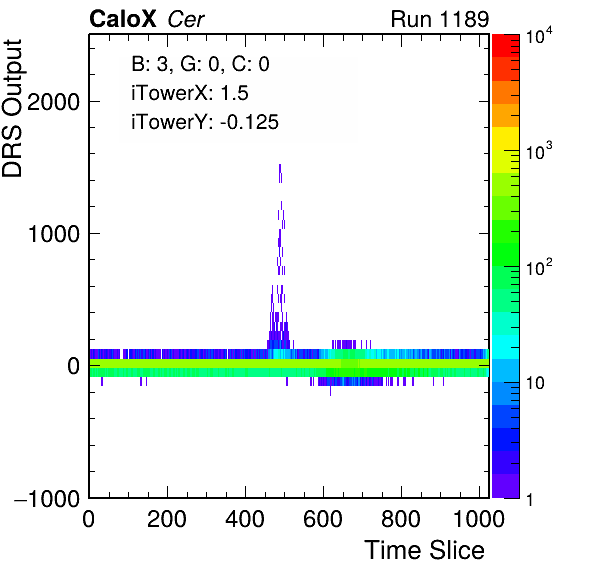 CaloX Cer Run 1189
B: 3, G: 0, C: 0
iTowerX: 1.5
iTowerY: -0.125
DRS Output
2000
1000
0
−1000
0 200 400 600 800 1000
Time Slice
10^4
10^3
10^2
10
1